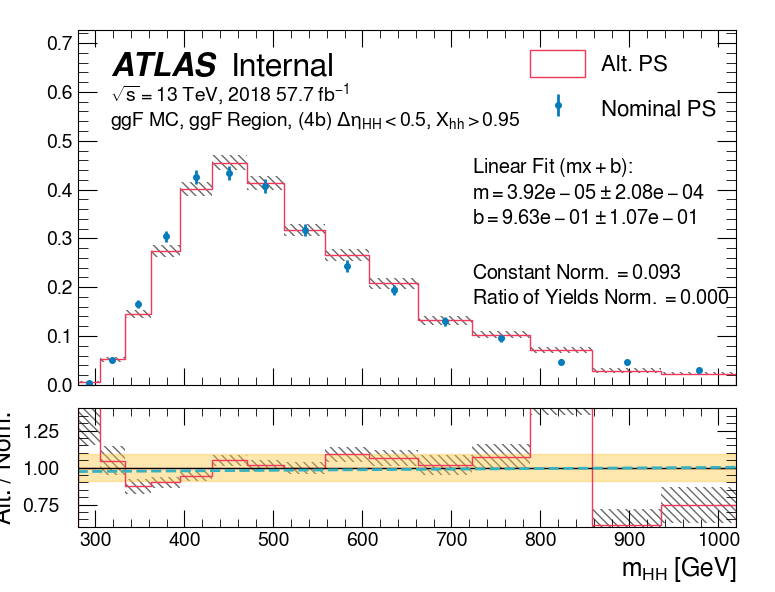 ATLAS Internal
√s = 13 TeV, 2018 57.7 fb⁻¹
ggF MC, ggF Region, (4b) Δη_HH < 0.5, X_hh > 0.95
Alt. PS
Nominal PS
Linear Fit (mx + b):
m = 3.92e − 05 ± 2.08e − 04
b = 9.63e − 01 ± 1.07e − 01
Constant Norm. = 0.093
Ratio of Yields Norm. = 0.000
0.7
0.6
0.5
0.4
0.3
0.2
0.1
0.0
Alt. / Nom.
1.25
1.00
0.75
300 400 500 600 700 800 900 1000
m_HH [GeV]